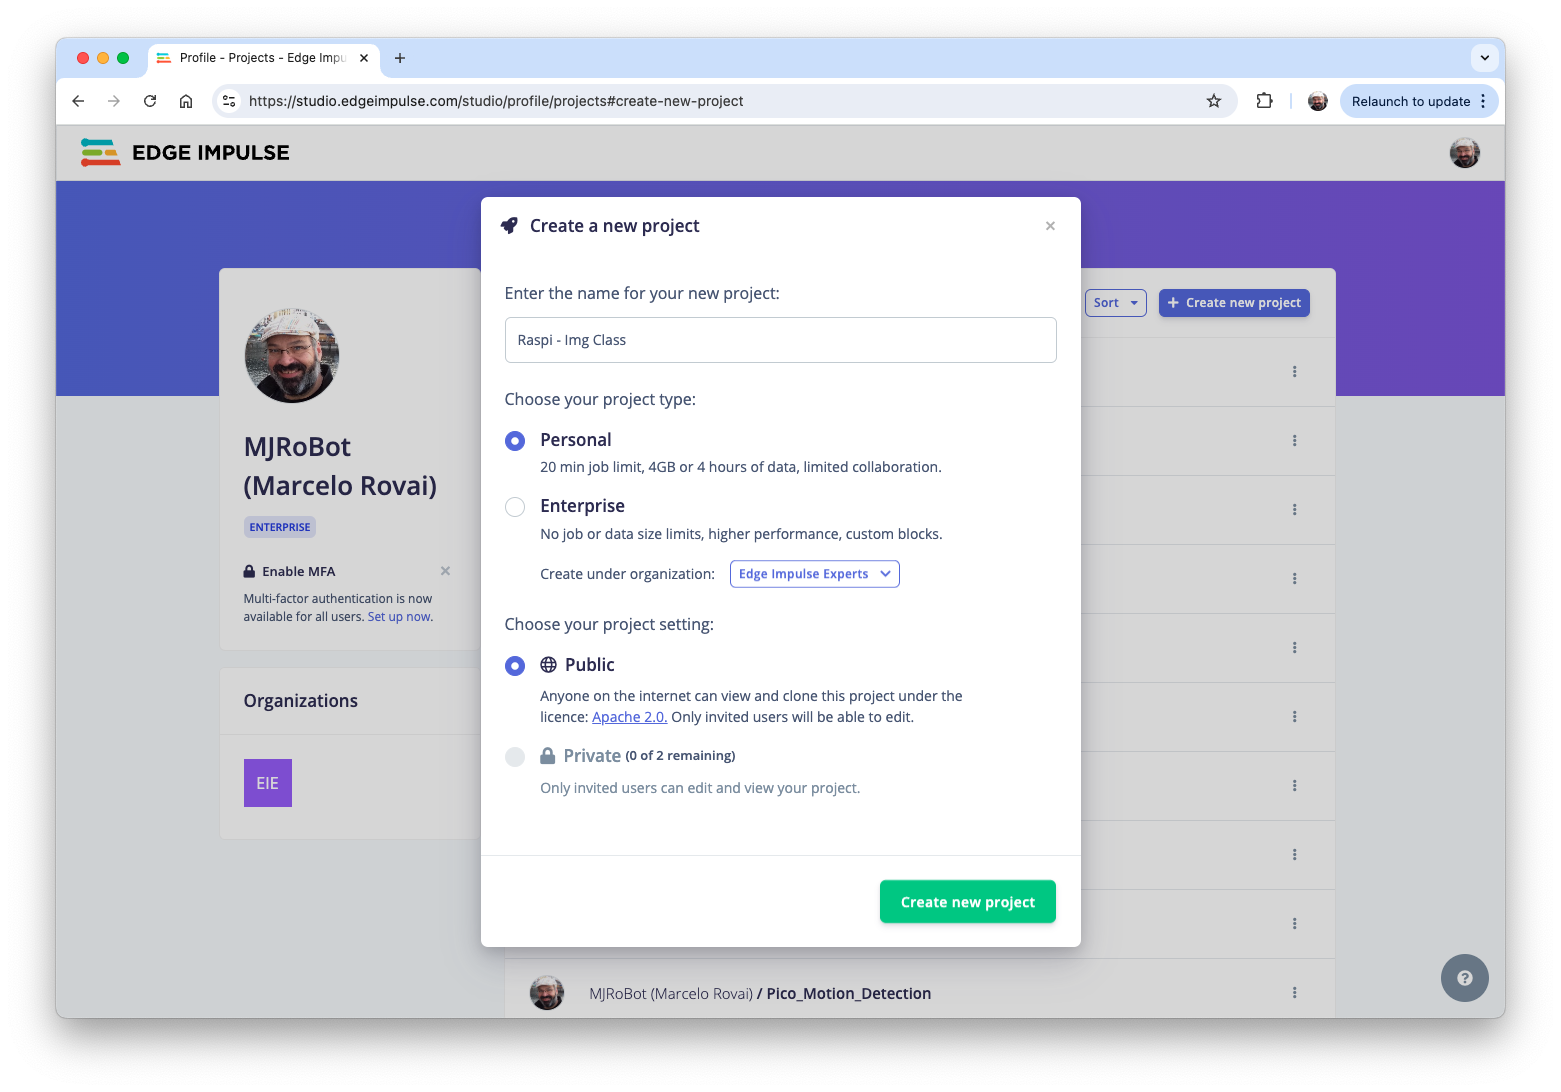 Profile - Projects - Edge Impu
https://studio.edgeimpulse.com/studio/profile/projects#create-new-project
Relaunch to update
EDGE IMPULSE
MJRoBot
(Marcelo Rovai)
ENTERPRISE
Enable MFA
Multi-factor authentication is now
available for all users. Set up now.
Organizations
EIE
Sort
+ Create new project
Create a new project
×
Enter the name for your new project:
Raspi - Img Class
Choose your project type:
Personal
20 min job limit, 4GB or 4 hours of data, limited collaboration.
Enterprise
No job or data size limits, higher performance, custom blocks.
Create under organization: Edge Impulse Experts
Choose your project setting:
Public
Anyone on the internet can view and clone this project under the
licence: Apache 2.0. Only invited users will be able to edit.
Private (0 of 2 remaining)
Only invited users can edit and view your project.
Create new project
MJRoBot (Marcelo Rovai) / Pico_Motion_Detection
?